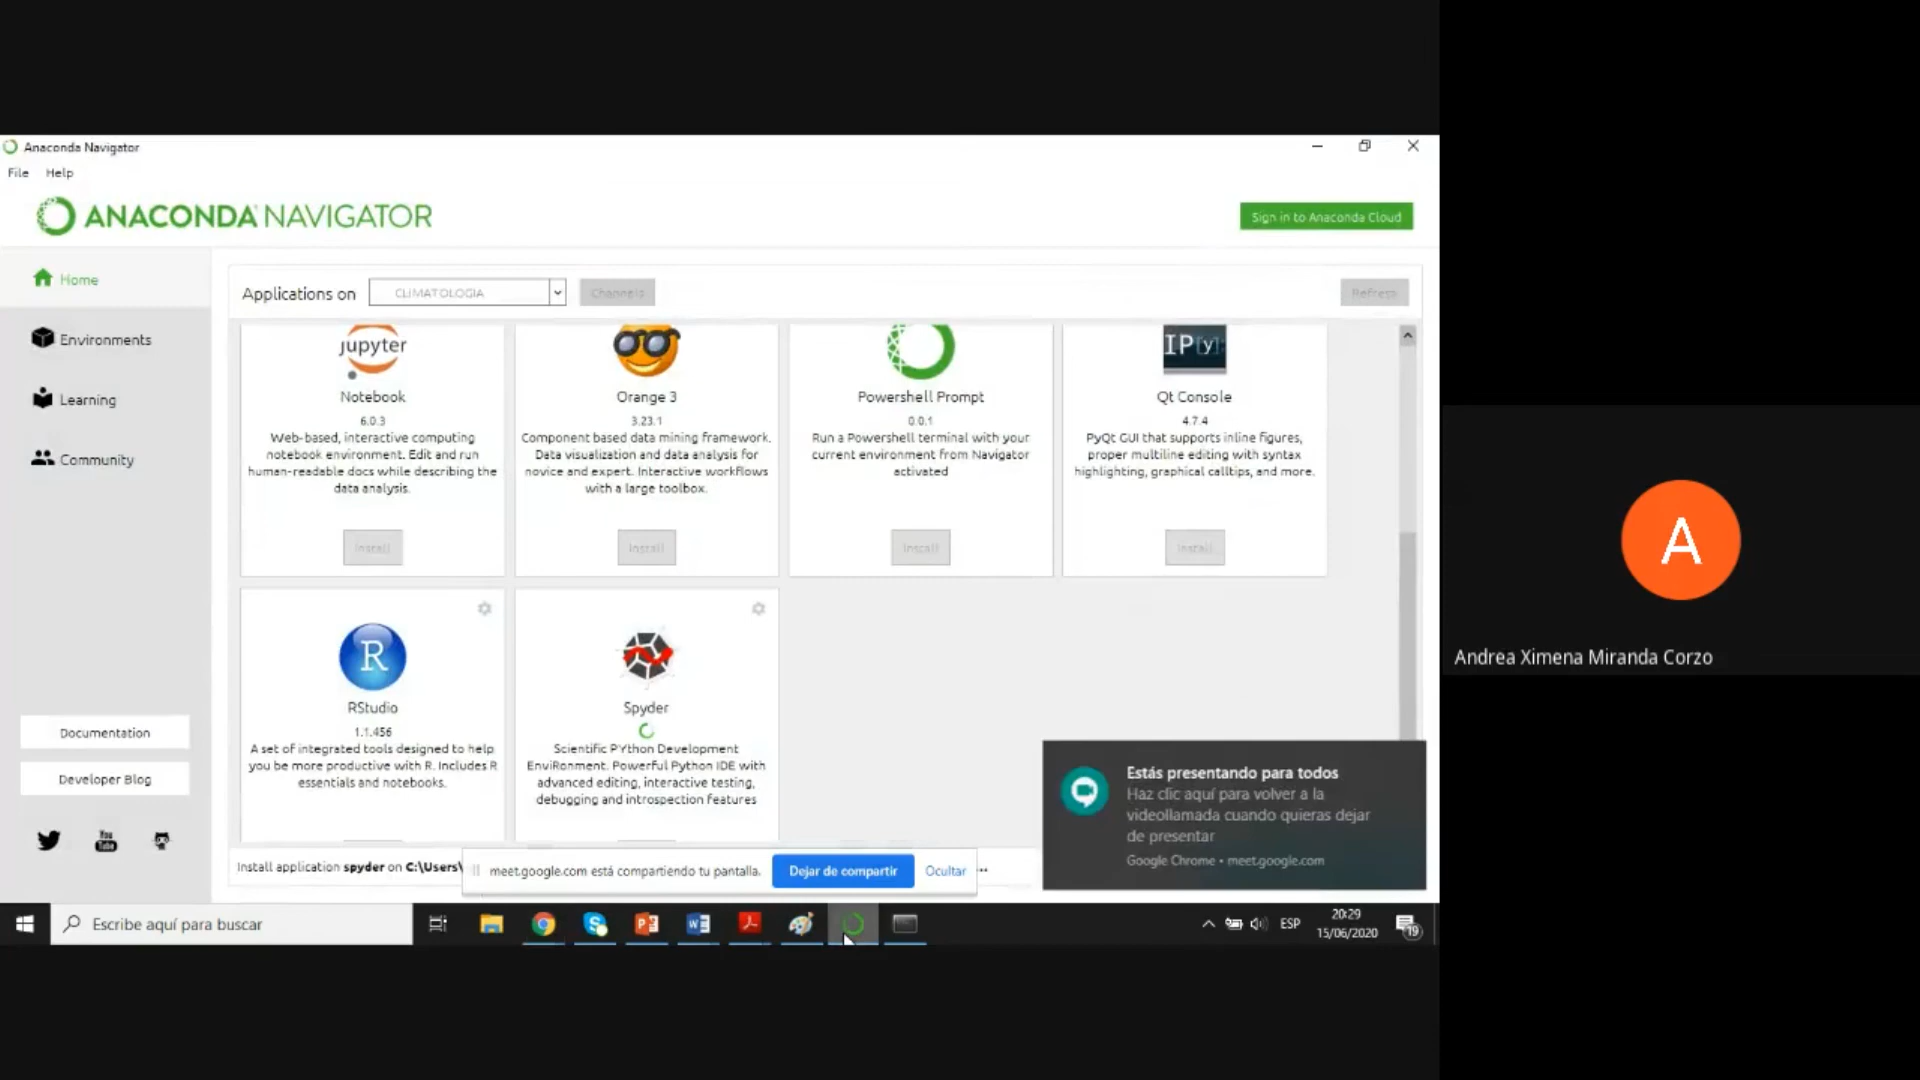 Anaconda Navigator
File Help
ANACONDA NAVIGATOR
Sign in to Anaconda Cloud
Home
Environments
Learning
Community
Documentation
Developer Blog
You
Tube
Applications on CLIMATOLOGIA Channels Refresh
jupyter
Notebook
6.0.3
Web-based, interactive computing
notebook environment. Edit and run
human-readable docs while describing the
data analysis.
Install
Orange 3
3.23.1
Component based data mining framework.
Data visualization and data analysis for
novice and expert. Interactive workflows
with a large toolbox.
Install
Powershell Prompt
0.0.1
Run a Powershell terminal with your
current environment from Navigator
activated
Install
IP[y]:
Qt Console
4.7.4
PyQt GUI that supports inline figures,
proper multiline editing with syntax
highlighting, graphical calltips, and more.
Install
R
RStudio
1.1.456
A set of integrated tools designed to help
you be more productive with R. Includes R
essentials and notebooks.
Spyder
Scientific PYthon Development
EnviRonment. Powerful Python IDE with
advanced editing, interactive testing,
debugging and introspection features
Install application spyder on C:\Users\
meet.google.com está compartiendo tu pantalla. Dejar de compartir Ocultar
Estás presentando para todos
Haz clic aquí para volver a la
videollamada cuando quieras dejar
de presentar
Google Chrome • meet.google.com
Escribe aquí para buscar
ESP
20:29
15/06/2020
19
A
Andrea Ximena Miranda Corzo